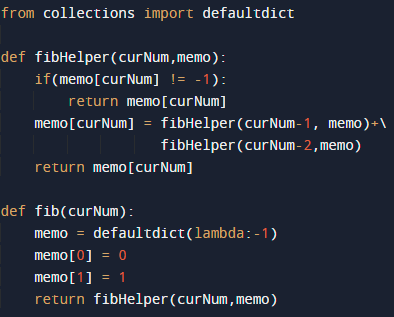 from collections import defaultdict

def fibHelper(curNum,memo):
    if(memo[curNum] != -1):
        return memo[curNum]
    memo[curNum] = fibHelper(curNum-1, memo)+\
                   fibHelper(curNum-2,memo)
    return memo[curNum]

def fib(curNum):
    memo = defaultdict(lambda:-1)
    memo[0] = 0
    memo[1] = 1
    return fibHelper(curNum,memo)